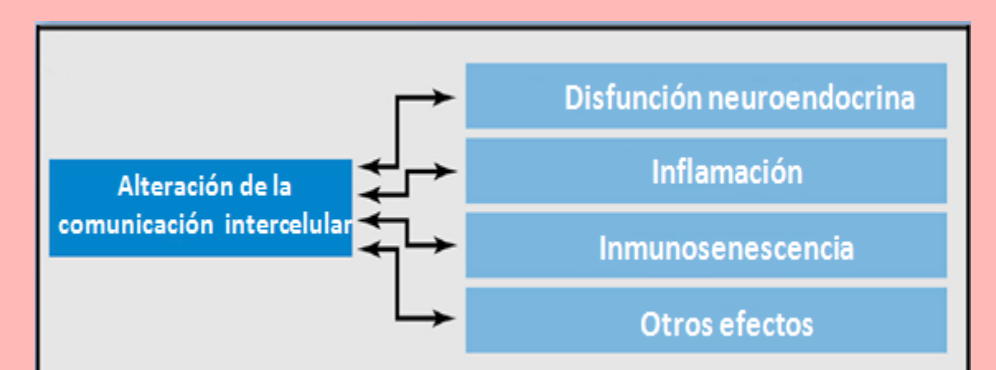 Alteración de la
comunicación intercelular
Disfunción neuroendocrina
Inflamación
Inmunosenescencia
Otros efectos